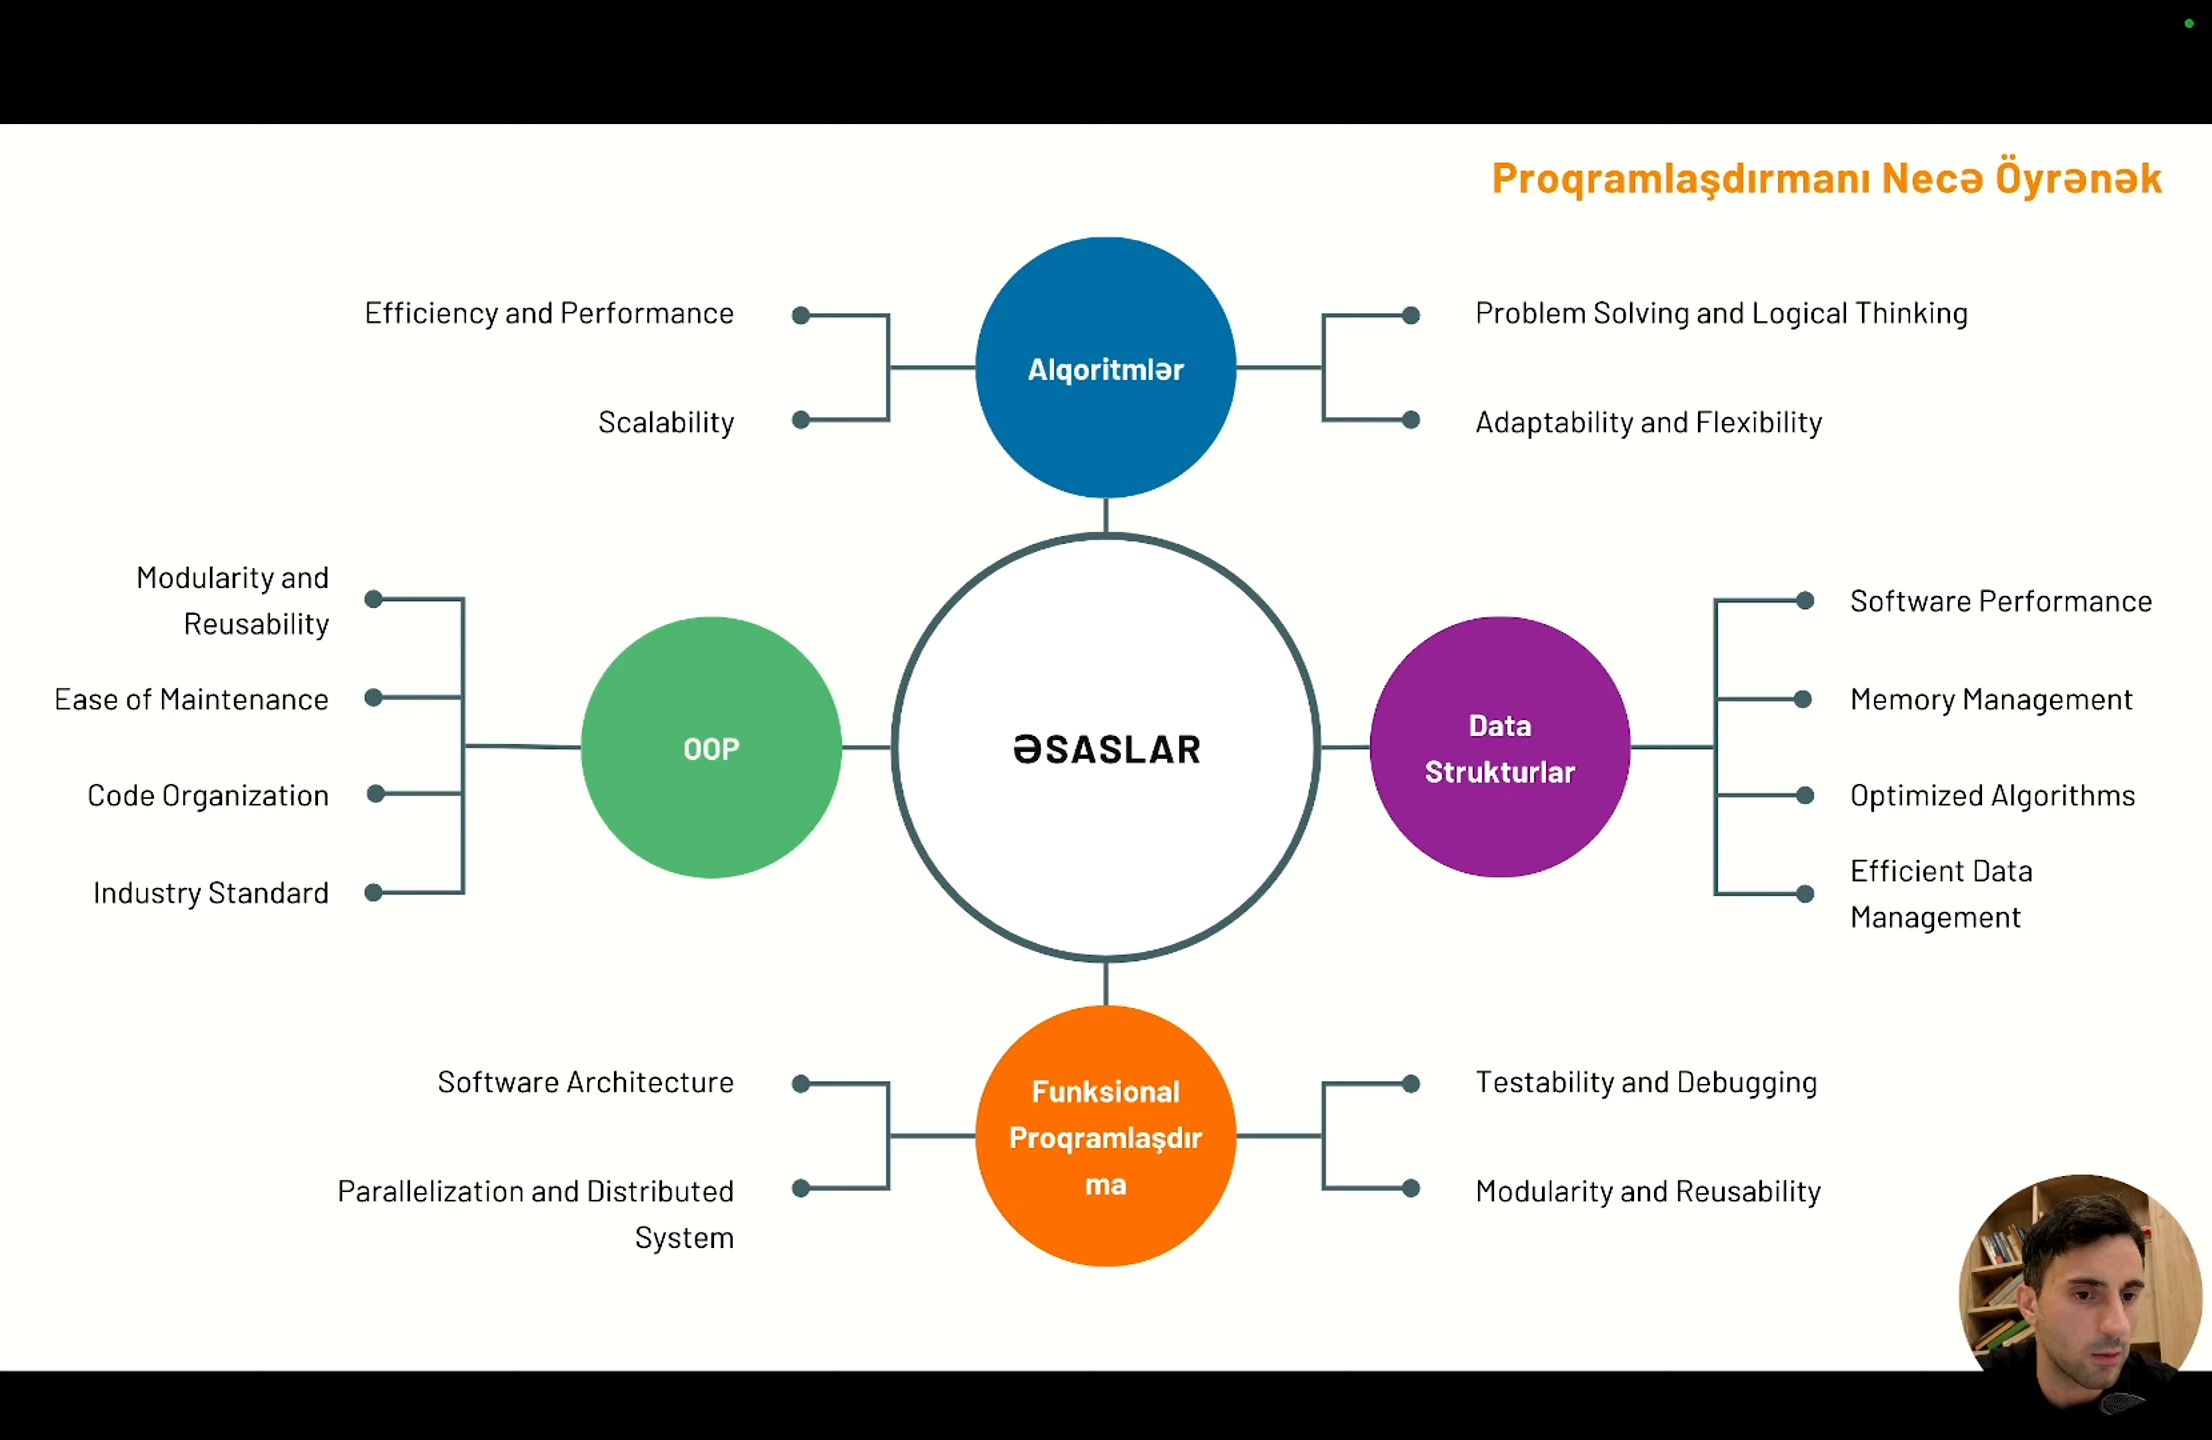 Proqramlaşdırmanı Necə Öyrənək
Efficiency and Performance
Scalability
Alqoritmlər
Problem Solving and Logical Thinking
Adaptability and Flexibility
Modularity and
Reusability
Ease of Maintenance
Code Organization
Industry Standard
OOP
ƏSASLAR
Data
Strukturlar
Software Performance
Memory Management
Optimized Algorithms
Efficient Data
Management
Software Architecture
Parallelization and Distributed
System
Funksional
Proqramlaşdır
ma
Testability and Debugging
Modularity and Reusability